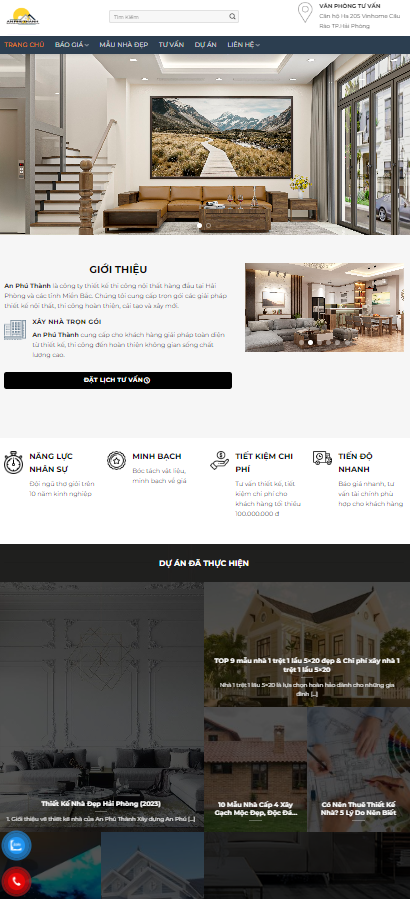 AN PHÚ THÀNH
Tìm Kiếm
VĂN PHÒNG TƯ VẤN
Căn hộ Ha 205 Vinhome Cầu
Rào TP.Hải Phòng
TRANG CHỦ BÁO GIÁ MẪU NHÀ ĐẸP TƯ VẤN DỰ ÁN LIÊN HỆ
GIỚI THIỆU
An Phú Thành là công ty thiết kế thi công nội thất hàng đầu tại Hải
Phòng và các tỉnh Miền Bắc. Chúng tôi cung cấp trọn gói các giải pháp
thiết kế nội thất, thi công hoàn thiện, cải tạo và xây mới.
XÂY NHÀ TRỌN GÓI
An Phú Thành cung cấp cho khách hàng giải pháp toàn diện
từ thiết kế, thi công đến hoàn thiện không gian sống chất
lượng cao.
ĐẶT LỊCH TƯ VẤN
NĂNG LỰC
NHÂN SỰ
Đội ngũ thợ giỏi trên
10 năm kinh nghiệp
MINH BẠCH
Bóc tách vật liệu,
minh bạch về giá
TIẾT KIỆM CHI
PHÍ
Tư vấn thiết kế, tiết
kiệm chi phí cho
khách hàng tối thiểu
100.000.000 đ
TIẾN ĐỘ
NHANH
Báo giá nhanh, tư
vấn tài chính phù
hợp cho khách hàng
DỰ ÁN ĐÃ THỰC HIỆN
TOP 9 mẫu nhà 1 trệt 1 lầu 5×20 đẹp & Chi phí xây nhà 1
trệt 1 lầu 5×20
Nhà 1 trệt 1 lầu 5×20 là lựa chọn hoàn hảo dành cho những gia
đình [...]
Thiết Kế Nhà Đẹp Hải Phòng (2023)
1. Giới thiệu về thiết kế nhà của An Phú Thành Xây dựng An Phú [...]
10 Mẫu Nhà Cấp 4 Xây
Gạch Mộc Đẹp, Độc Đá...
Có Nên Thuê Thiết Kế
Nhà? 5 Lý Do Nên Biết